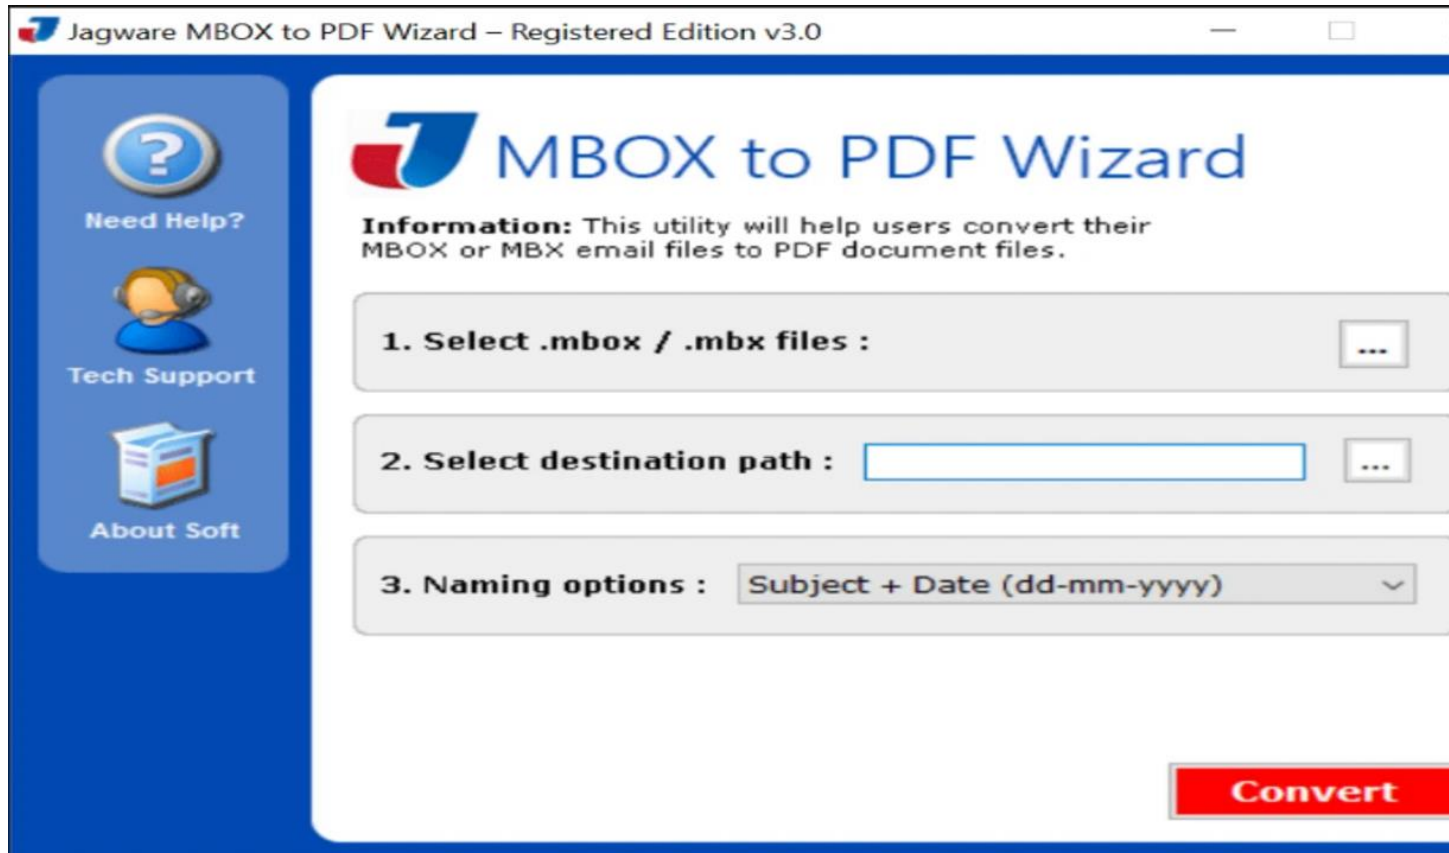 Jagware MBOX to PDF Wizard – Registered Edition v3.0
Need Help?
Tech Support
About Soft
MBOX to PDF Wizard
Information: This utility will help users convert their
MBOX or MBX email files to PDF document files.
1. Select .mbox / .mbx files :
...
2. Select destination path :
...
3. Naming options :
Subject + Date (dd-mm-yyyy)
Convert